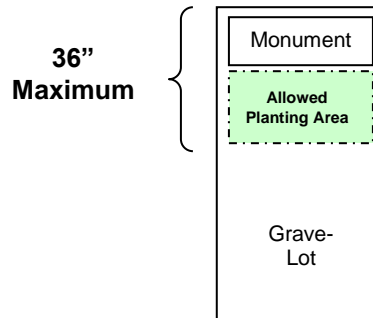 36”
Maximum
Monument
Allowed
Planting Area
Grave-
Lot